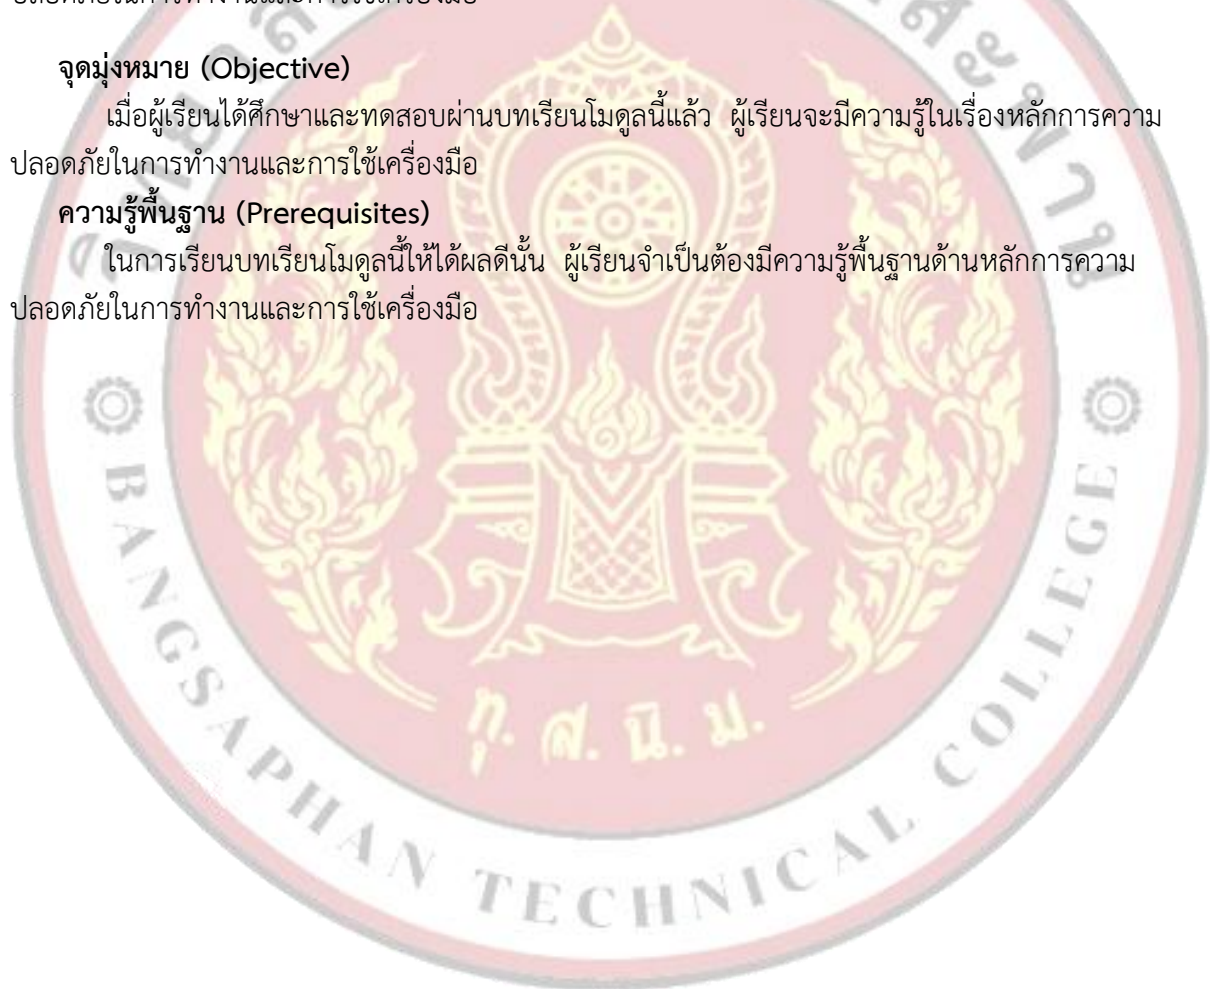 จุดมุ่งหมาย (Objective)
เมื่อผู้เรียนได้ศึกษาและทดสอบผ่านบทเรียนโมดูลนี้แล้ว ผู้เรียนจะมีความรู้ในเรื่องหลักการความ
ปลอดภัยในการทำงานและการใช้เครื่องมือ
ความรู้พื้นฐาน (Prerequisites)
ในการเรียนบทเรียนโมดูลนี้ให้ได้ผลดีนั้น ผู้เรียนจำเป็นต้องมีความรู้พื้นฐานด้านหลักการความ
ปลอดภัยในการทำงานและการใช้เครื่องมือ
ทุ. ส. นิ. ม.
BANGSAPHAN TECHNICAL COLLEGE